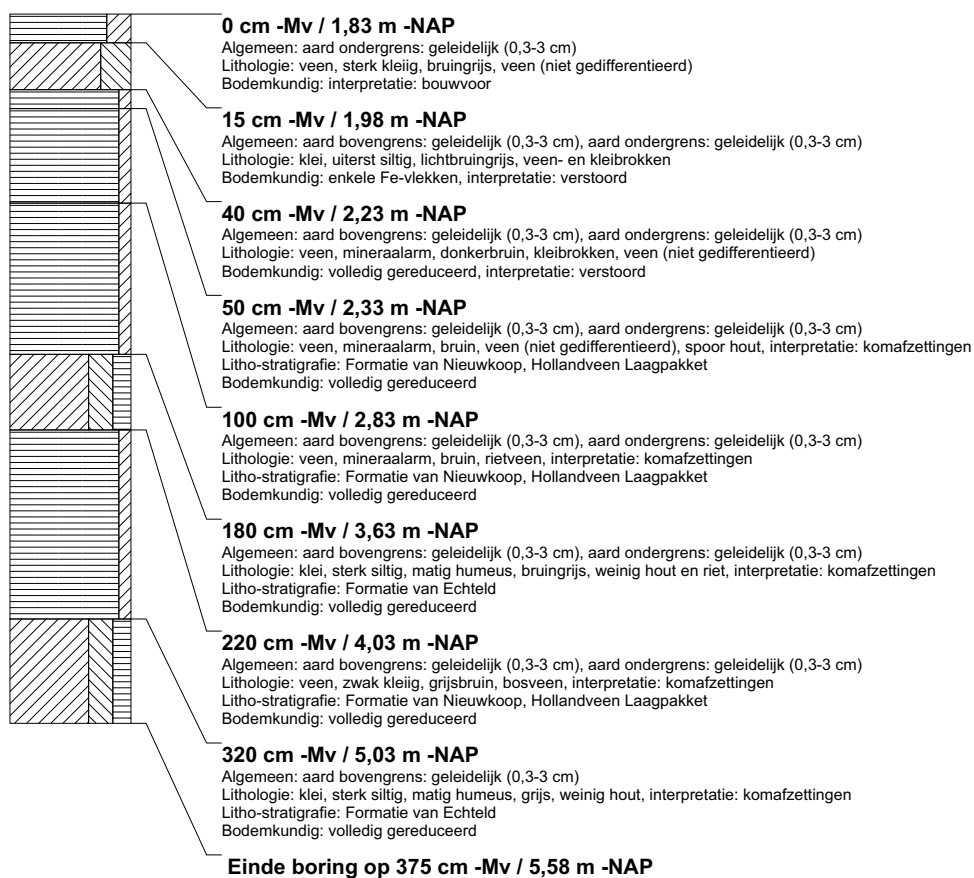 0 cm -Mv / 1,83 m -NAP
Algemeen: aard ondergrens: geleidelijk (0,3-3 cm)
Lithologie: veen, sterk kleiig, bruingrijs, veen (niet gedifferentieerd)
Bodemkundig: interpretatie: bouwvoor
15 cm -Mv / 1,98 m -NAP
Algemeen: aard bovengrens: geleidelijk (0,3-3 cm), aard ondergrens: geleidelijk (0,3-3 cm)
Lithologie: klei, uiterst siltig, lichtbruingrijs, veen- en kleibrokken
Bodemkundig: enkele Fe-vlekken, interpretatie: verstoord
40 cm -Mv / 2,23 m -NAP
Algemeen: aard bovengrens: geleidelijk (0,3-3 cm), aard ondergrens: geleidelijk (0,3-3 cm)
Lithologie: veen, mineraalarm, donkerbruin, kleibrokken, veen (niet gedifferentieerd)
Bodemkundig: volledig gereduceerd, interpretatie: verstoord
50 cm -Mv / 2,33 m -NAP
Algemeen: aard bovengrens: geleidelijk (0,3-3 cm), aard ondergrens: geleidelijk (0,3-3 cm)
Lithologie: veen, mineraalarm, bruin, veen (niet gedifferentieerd), spoor hout, interpretatie: komafzettingen
Litho-stratigrafie: Formatie van Nieuwkoop, Hollandveen Laagpakket
Bodemkundig: volledig gereduceerd
100 cm -Mv / 2,83 m -NAP
Algemeen: aard bovengrens: geleidelijk (0,3-3 cm), aard ondergrens: geleidelijk (0,3-3 cm)
Lithologie: veen, mineraalarm, bruin, rietveen, interpretatie: komafzettingen
Litho-stratigrafie: Formatie van Nieuwkoop, Hollandveen Laagpakket
Bodemkundig: volledig gereduceerd
180 cm -Mv / 3,63 m -NAP
Algemeen: aard bovengrens: geleidelijk (0,3-3 cm), aard ondergrens: geleidelijk (0,3-3 cm)
Lithologie: klei, sterk siltig, matig humeus, bruingrijs, weinig hout en riet, interpretatie: komafzettingen
Litho-stratigrafie: Formatie van Echteld
Bodemkundig: volledig gereduceerd
220 cm -Mv / 4,03 m -NAP
Algemeen: aard bovengrens: geleidelijk (0,3-3 cm), aard ondergrens: geleidelijk (0,3-3 cm)
Lithologie: veen, zwak kleiig, grijsbruin, bosveen, interpretatie: komafzettingen
Litho-stratigrafie: Formatie van Nieuwkoop, Hollandveen Laagpakket
Bodemkundig: volledig gereduceerd
320 cm -Mv / 5,03 m -NAP
Algemeen: aard bovengrens: geleidelijk (0,3-3 cm)
Lithologie: klei, sterk siltig, matig humeus, grijs, weinig hout, interpretatie: komafzettingen
Litho-stratigrafie: Formatie van Echteld
Bodemkundig: volledig gereduceerd
Einde boring op 375 cm -Mv / 5,58 m -NAP